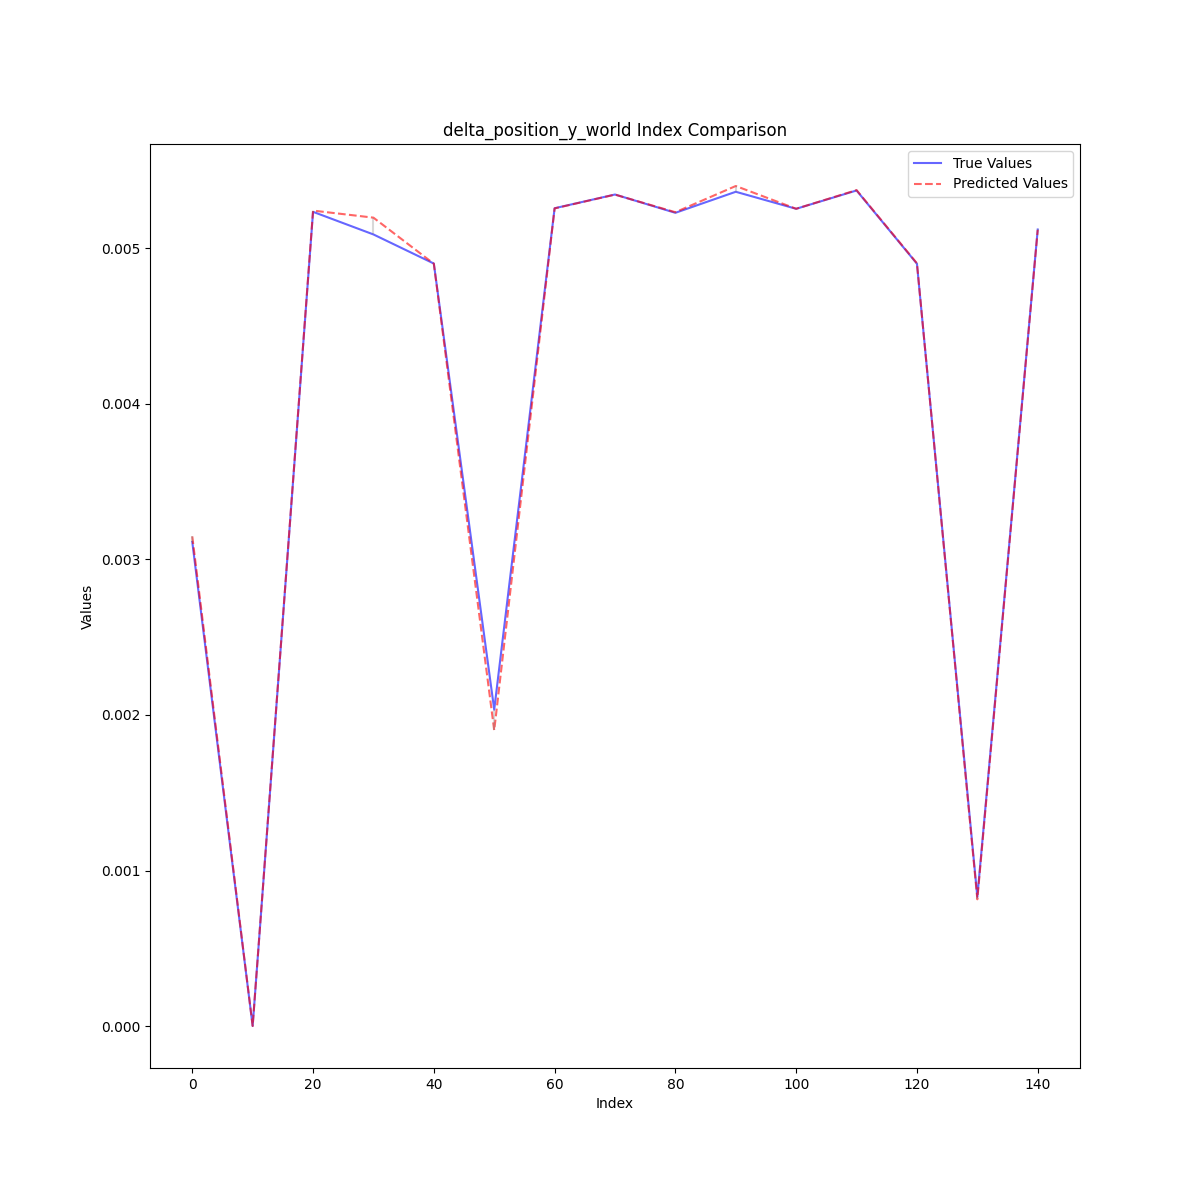 delta_position_y_world Index Comparison
True Values
Predicted Values
0.005
0.004
0.003
0.002
0.001
0.000
Values
0 20 40 60 80 100 120 140
Index